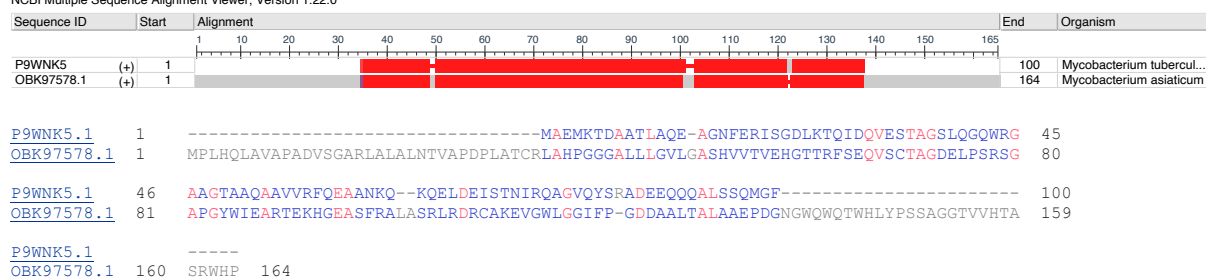 NCBI Multiple Sequence Alignment Viewer, Version 1.22.0
Sequence ID Start Alignment End Organism
1 10 20 30 40 50 60 70 80 90 100 110 120 130 140 150 165
P9WNK5 (+) 1 100 Mycobacterium tubercul...
OBK97578.1 (+) 1 164 Mycobacterium asiaticum
P9WNK5.1 1 ------------------------------------MAEMKTDAATLAQE-AGNFERISGDLKTQIDQVESTAGSLQGQWRG 45
OBK97578.1 1 MPLHQLAVAPADVSGARLALALNTVAPDPLATCRLAHPGGGALLLGVLGASHVVTVEHGTTRFSEQVSCTAGDELPSRSG 80
P9WNK5.1 46 AAGTAAQAAVVRFQEAANKQ--KQELDEISTNIRQAGVQYSRADEEQQQALSSQMGF----------------------- 100
OBK97578.1 81 APGYWIEARTEKHGEASFRALASRLRDRCAKEVGWLGGIFP-GDDAALTALAAEPDGNGWQWQTWHLYPSSAGGTVVHTA 159
P9WNK5.1 -----
OBK97578.1 160 SRWHP 164